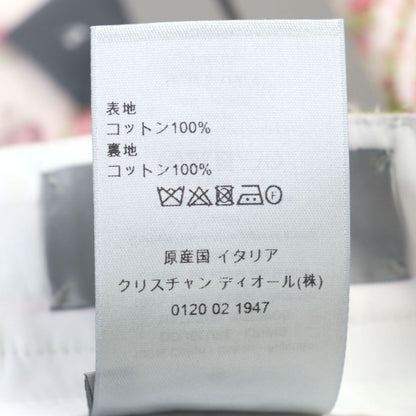 表地
コットン100%
裏地
コットン100%
原産国 イタリア
クリスチャン ディオール(株)
0120 02 1947